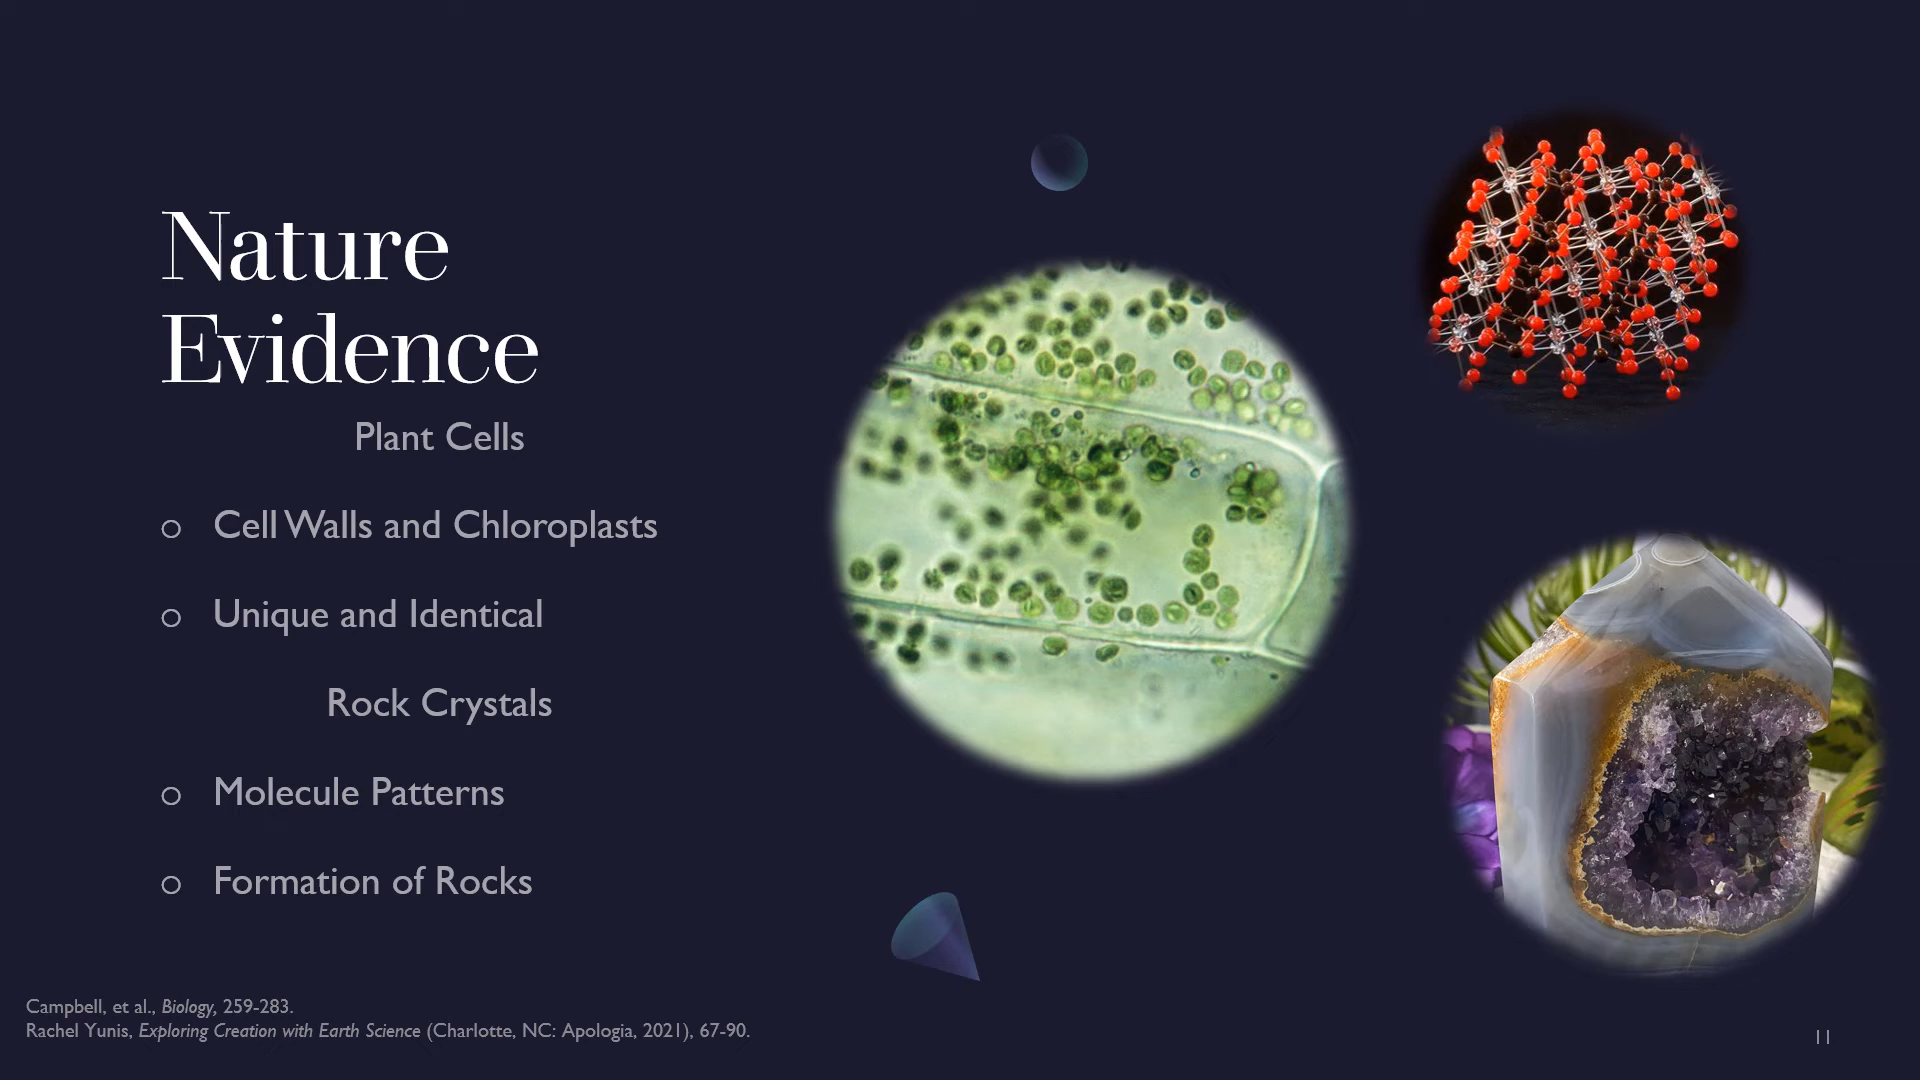 Nature
Evidence
Plant Cells
o Cell Walls and Chloroplasts
o Unique and Identical
Rock Crystals
o Molecule Patterns
o Formation of Rocks
Campbell, et al., Biology, 259-283.
Rachel Yunis, Exploring Creation with Earth Science (Charlotte, NC: Apologia, 2021), 67-90.
11